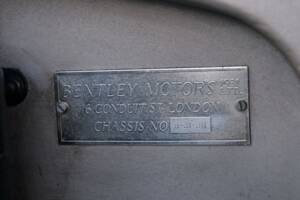 BENTLEY MOTORS
16 CONDUIT ST. LONDON
CHASSIS NO